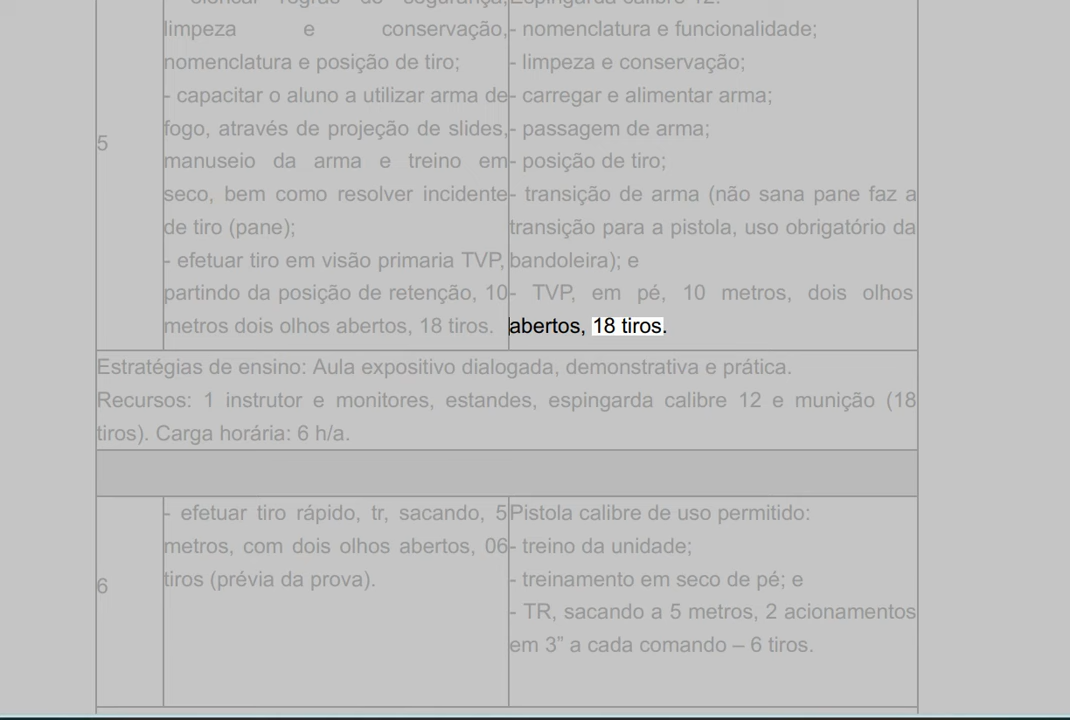 - elencar regras de segurança,
limpeza e conservação,
nomenclatura e posição de tiro;
- capacitar o aluno a utilizar arma de
fogo, através de projeção de slides,
manuseio da arma e treino em
seco, bem como resolver incidente
de tiro (pane);
- efetuar tiro em visão primaria TVP,
partindo da posição de retenção, 10
metros dois olhos abertos, 18 tiros.
5
Espingarda calibre 12:
- nomenclatura e funcionalidade;
- limpeza e conservação;
- carregar e alimentar arma;
- passagem de arma;
- posição de tiro;
- transição de arma (não sana pane faz a
transição para a pistola, uso obrigatório da
bandoleira); e
- TVP, em pé, 10 metros, dois olhos
abertos, 18 tiros.
Estratégias de ensino: Aula expositivo dialogada, demonstrativa e prática.
Recursos: 1 instrutor e monitores, estandes, espingarda calibre 12 e munição (18
tiros). Carga horária: 6 h/a.
6
- efetuar tiro rápido, tr, sacando, 5
metros, com dois olhos abertos, 06
tiros (prévia da prova).
Pistola calibre de uso permitido:
- treino da unidade;
- treinamento em seco de pé; e
- TR, sacando a 5 metros, 2 acionamentos
em 3” a cada comando – 6 tiros.